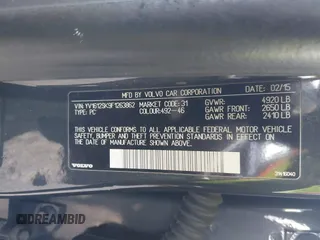 MFD BY VOLVO CAR CORPORATION 02/15
VIN: YV1612SK9F1263862 MARKET CODE: 31 GVWR: 4920 LB
TYPE: PC COLOUR: 492-46 GAWR FRONT: 2650 LB
GAWR REAR: 2410 LB
THIS VEHICLE CONFORMS TO ALL APPLICABLE FEDERAL MOTOR VEHICLE
SAFETY, BUMPER, AND THEFT PREVENTION STANDARDS
IN EFFECT ON THE DATE OF MANUFACTURE SHOWN ABOVE.
VOLVO
DREAMBID